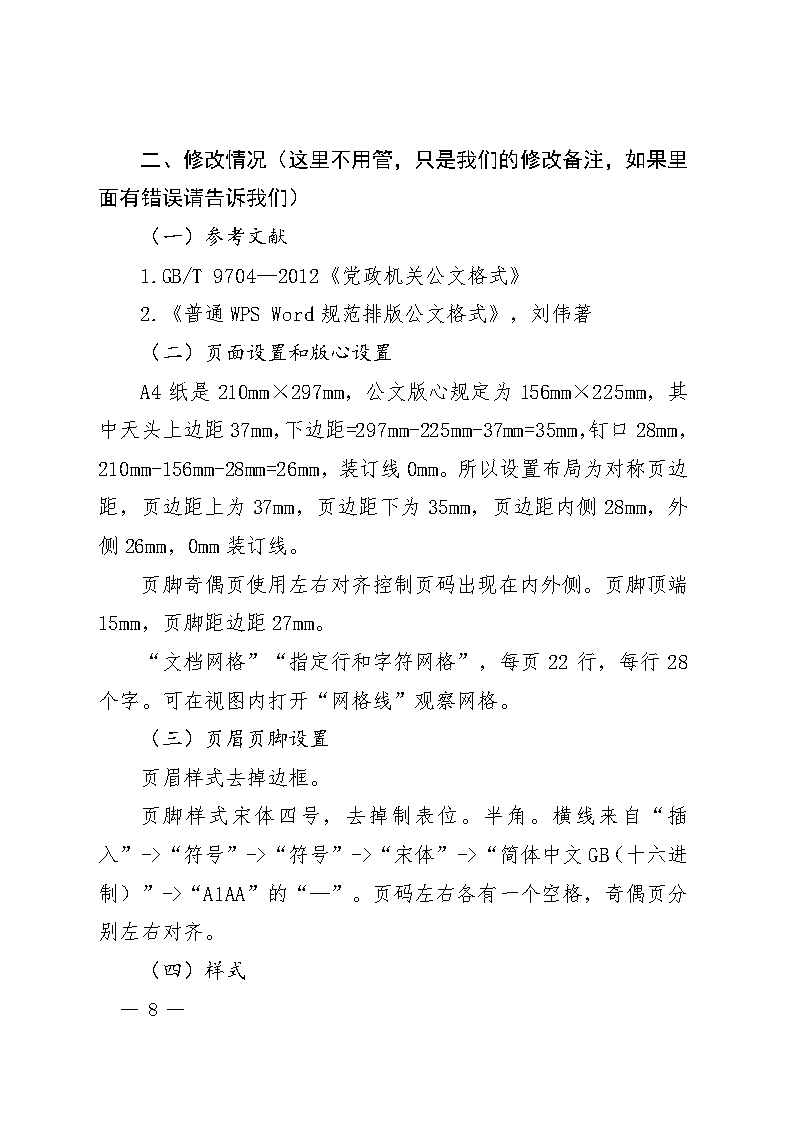 二、修改情况（这里不用管，只是我们的修改备注，如果里
面有错误请告诉我们）
（一）参考文献
1.GB/T 9704—2012《党政机关公文格式》
2.《普通WPS Word规范排版公文格式》，刘伟著
（二）页面设置和版心设置
A4纸是210mm×297mm，公文版心规定为156mm×225mm，其
中天头上边距37mm，下边距=297mm-225mm-37mm=35mm，钉口28mm，
210mm-156mm-28mm=26mm，装订线0mm。所以设置布局为对称页边
距，页边距上为37mm，页边距下为35mm，页边距内侧28mm，外
侧26mm，0mm装订线。
页脚奇偶页使用左右对齐控制页码出现在内外侧。页脚顶端
15mm，页脚距边距27mm。
“文档网格”“指定行和字符网格”，每页22 行，每行28
个字。可在视图内打开“网格线”观察网格。
（三）页眉页脚设置
页眉样式去掉边框。
页脚样式宋体四号，去掉制表位。半角。横线来自“插
入”->“符号”->“符号”->“宋体”->“简体中文GB（十六进
制）”->“A1AA”的“—”。页码左右各有一个空格，奇偶页分
别左右对齐。
（四）样式
— 8 —